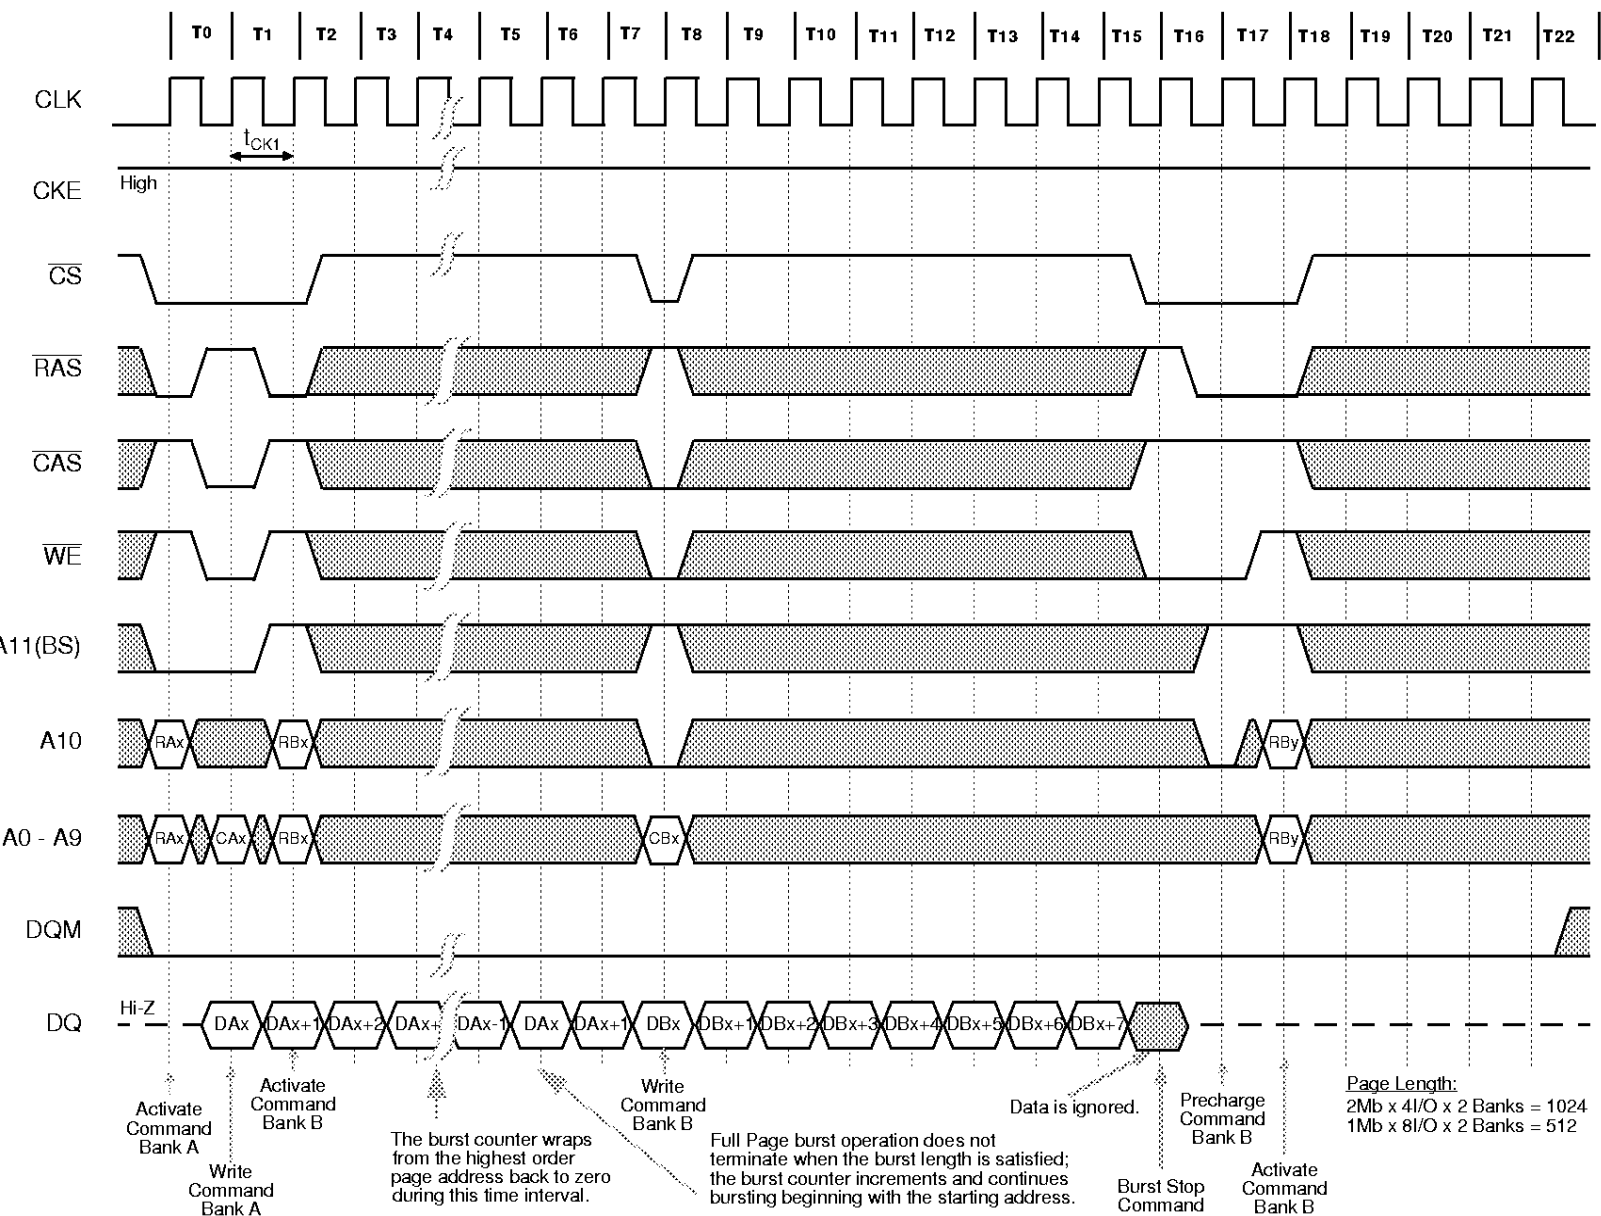 T0 T1 T2 T3 T4 T5 T6 T7 T8 T9 T10 T11 T12 T13 T14 T15 T16 T17 T18 T19 T20 T21 T22
CLK
tCK1
CKE
High
CS
RAS
CAS
WE
A11(BS)
A10
RAx RBx RBy
A0 - A9
RAx CAx RBx CBx RBy
DQM
DQ
Hi-Z
DAx DAx+1 DAx+2 DAx+ DAx-1 DAx DAx+1 DBx DBx+1 DBx+2 DBx+3 DBx+4 DBx+5 DBx+6 DBx+7
Activate
Command
Bank A
Write
Command
Bank A
Activate
Command
Bank B
The burst counter wraps
from the highest order
page address back to zero
during this time interval.
Write
Command
Bank B
Full Page burst operation does not
terminate when the burst length is satisfied;
the burst counter increments and continues
bursting beginning with the starting address.
Data is ignored.
Burst Stop
Command
Precharge
Command
Bank B
Activate
Command
Bank B
Page Length:
2Mb x 4I/O x 2 Banks = 1024
1Mb x 8I/O x 2 Banks = 512